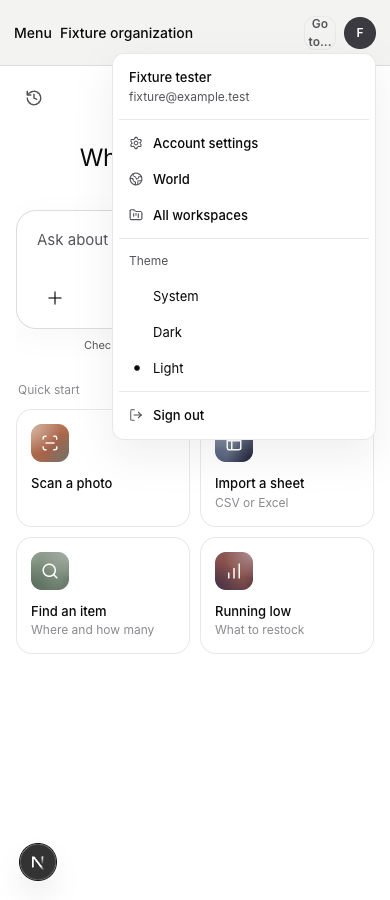 Menu Fixture organization
Go to...
F
Fixture tester
fixture@example.test
Account settings
World
All workspaces
Theme
System
Dark
Light
Sign out
Wh
Ask about
Chec
Quick start
Scan a photo
Import a sheet
CSV or Excel
Find an item
Where and how many
Running low
What to restock
N